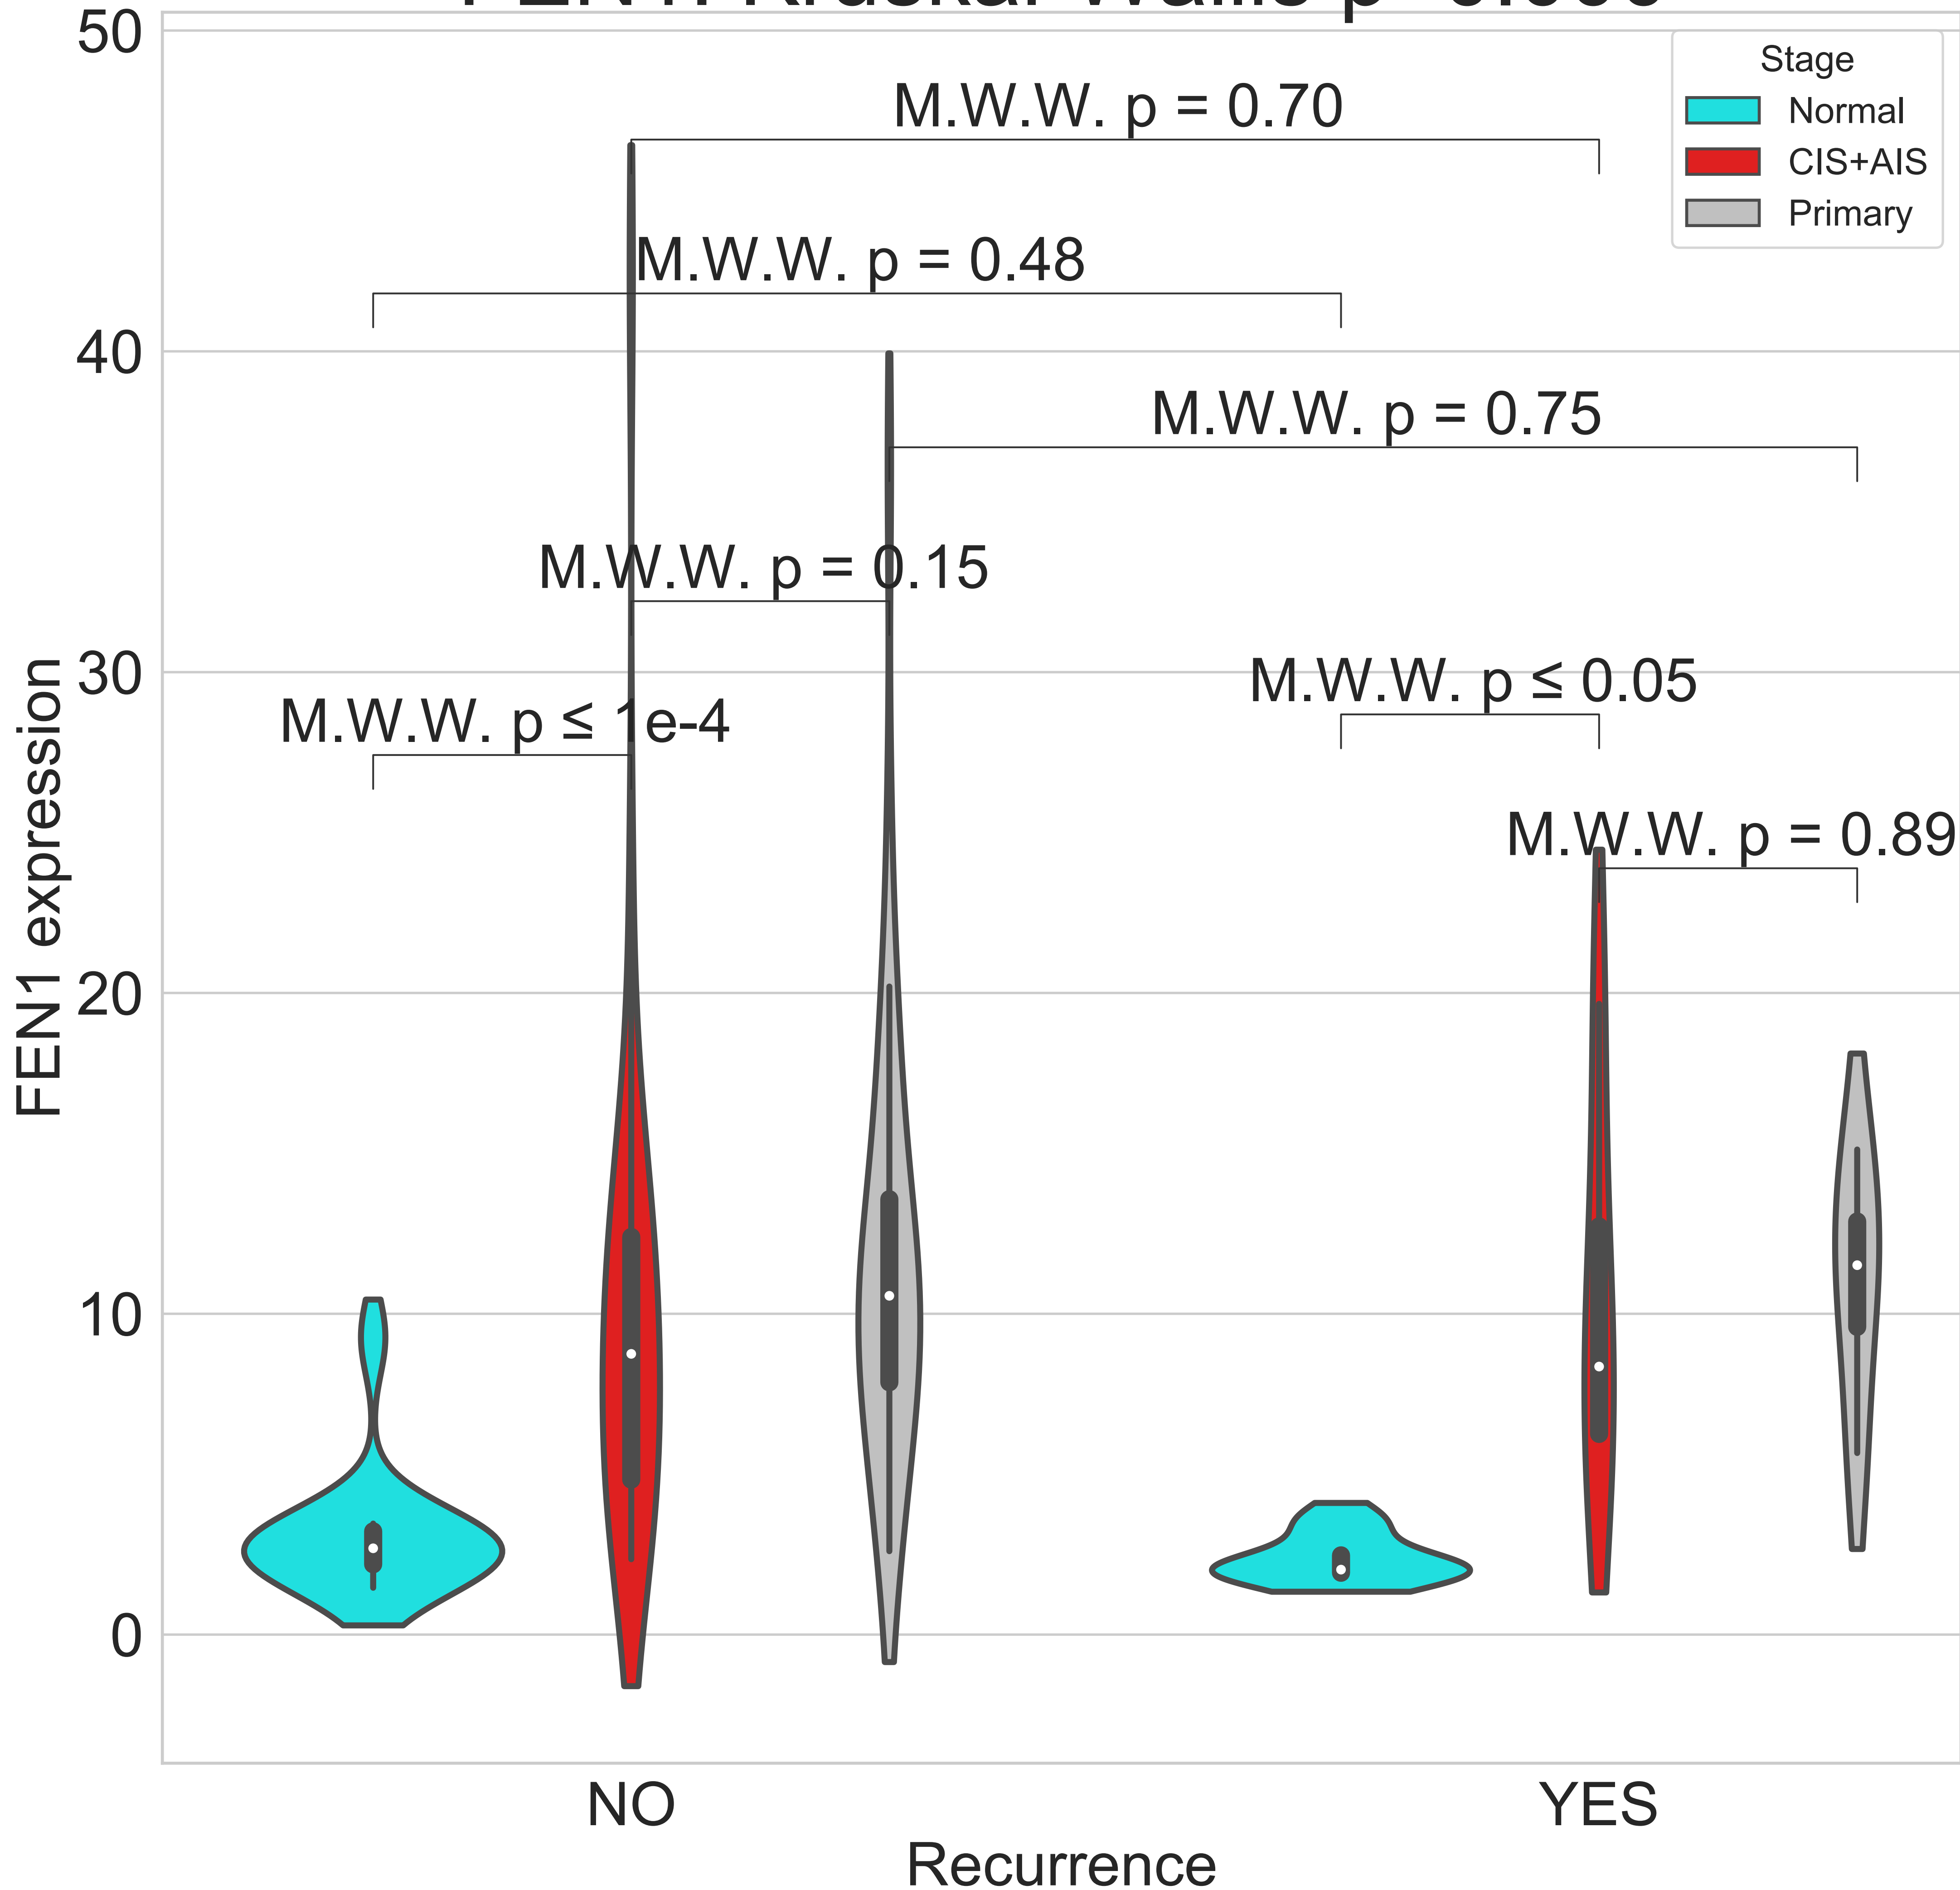 50
40
30
20
10
0
FEN1 expression
Stage
Normal
CIS+AIS
Primary
M.W.W. p = 0.70
M.W.W. p = 0.48
M.W.W. p = 0.75
M.W.W. p = 0.15
M.W.W. p ≤ 0.05
M.W.W. p ≤ 1e-4
M.W.W. p = 0.89
NO
YES
Recurrence